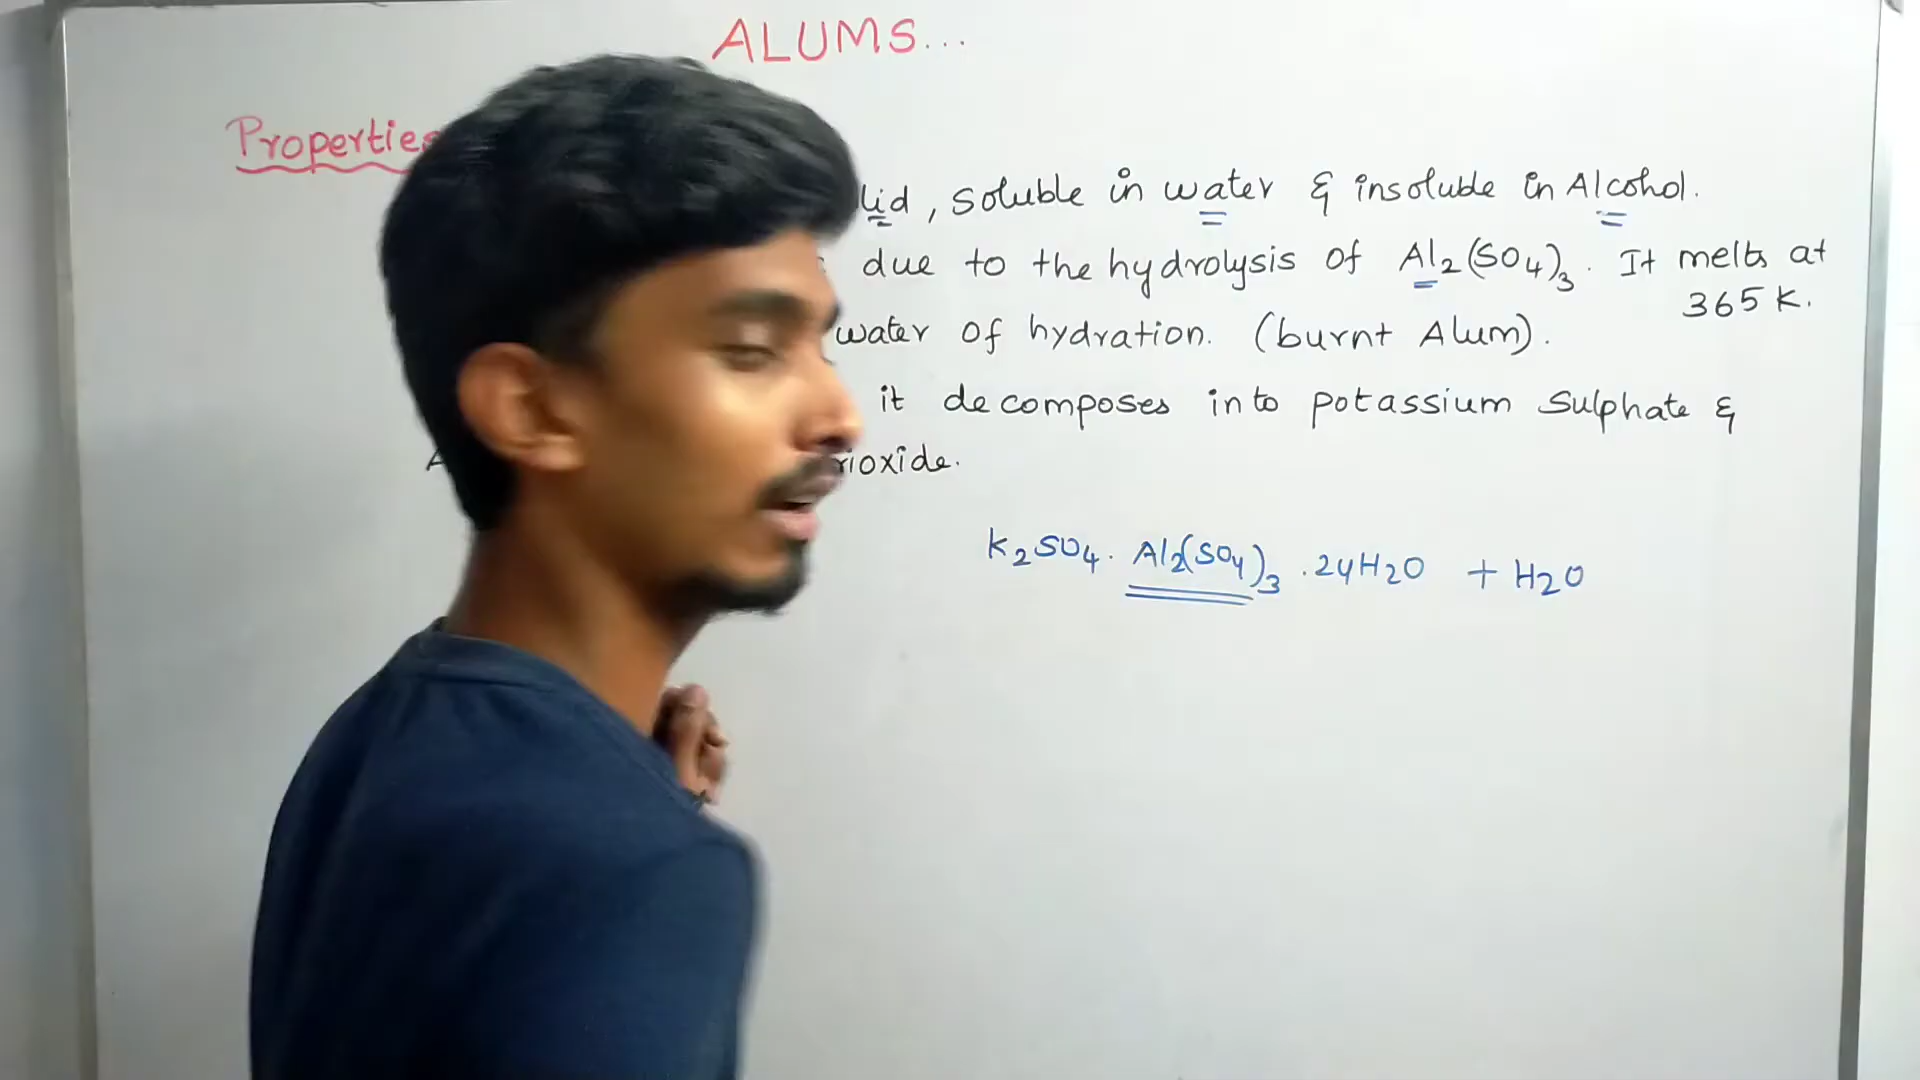 ALUMS...
Properties
lid, soluble in water & insoluble in Alcohol.
due to the hydrolysis of Al₂(SO₄)₃. It melts at
365 K.
water of hydration. (burnt Alum).
it decomposes into potassium Sulphate &
A rioxide.
K₂SO₄. Al₂(SO₄)₃ .24H₂O + H₂O